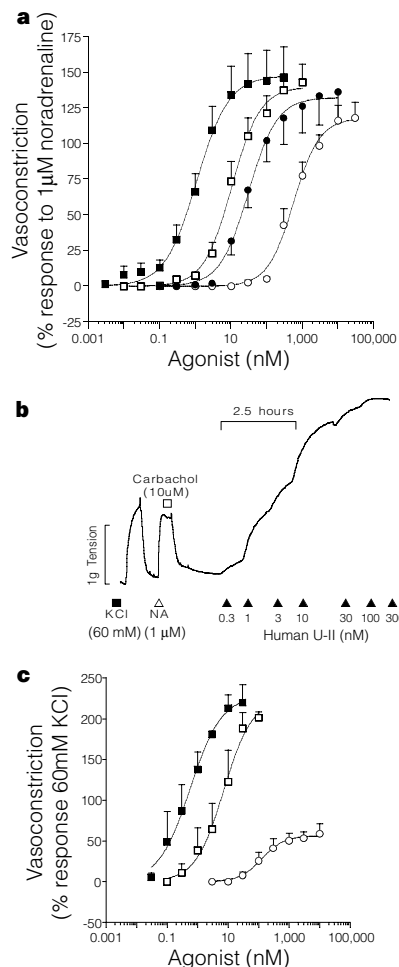 a
Vasoconstriction
(% response to 1µM noradrenaline)
175
150
125
100
75
50
25
0
-25
0.001
0.1
10
1,000
100,000
Agonist (nM)
b
2.5 hours
Carbachol
(10uM)
1g Tension
KCl
NA
0.3
1
3
10
30
100
30
(60 mM)
(1 µM)
Human U-II (nM)
c
Vasoconstriction
(% response 60mM KCl)
250
200
150
100
50
0
-50
0.001
0.1
10
1,000
100,000
Agonist (nM)